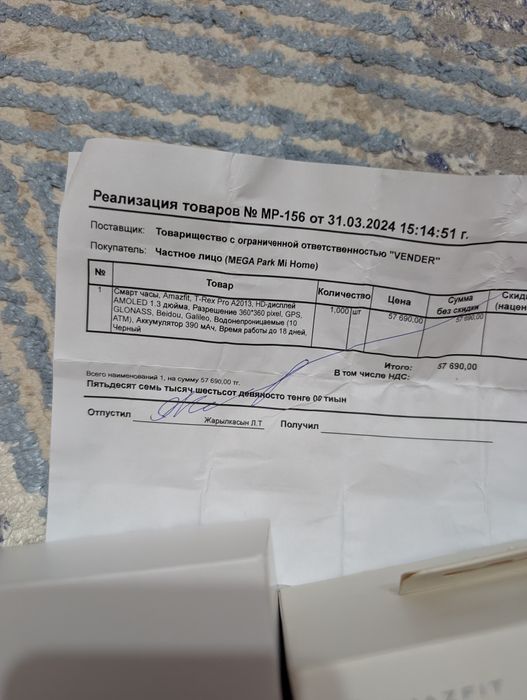 Реализация товаров № МР-156 от 31.03.2024 15:14:51 г.
Поставщик: Товарищество с ограниченной ответственностью "VENDER"
Покупатель: Частное лицо (MEGA Park Mi Home)
№ Товар Количество Цена Сумма без скидки Скид (нацен
1 Смарт часы, Amazfit, T-Rex Pro A2013, HD-дисплей 1,000 шт 57 690,00 57 690,00
AMOLED 1.3 дюйма, Разрешение 360*360 pixel, GPS,
GLONASS, Beidou, Galileo, Водонепроницаемые (10
ATM), Аккумулятор 390 мАч, Время работы до 18 дней,
Черный
Итого: 57 690,00
В том числе НДС:
Всего наименований 1, на сумму 57 690,00 тг.
Пятьдесят семь тысяч шестьсот девяносто тенге 00 тиын
Отпустил Жарылкасын Л.Т Получил
AZFIT